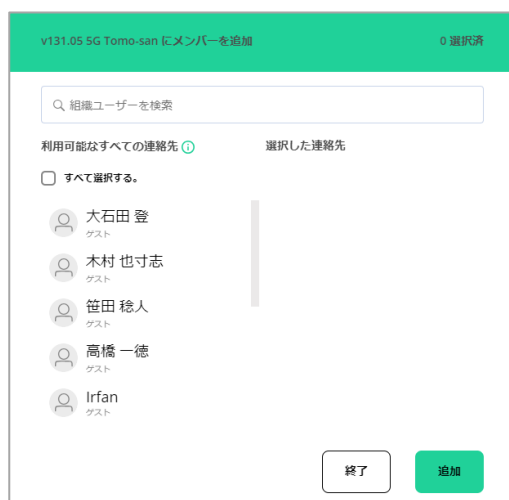 v131.05 5G Tomo-san にメンバーを追加
0 選択済
組織ユーザーを検索
利用可能なすべての連絡先
選択した連絡先
すべて選択する。
大石田 登
ゲスト
木村 也寸志
ゲスト
笹田 稔人
ゲスト
高橋 一徳
ゲスト
Irfan
ゲスト
終了
追加